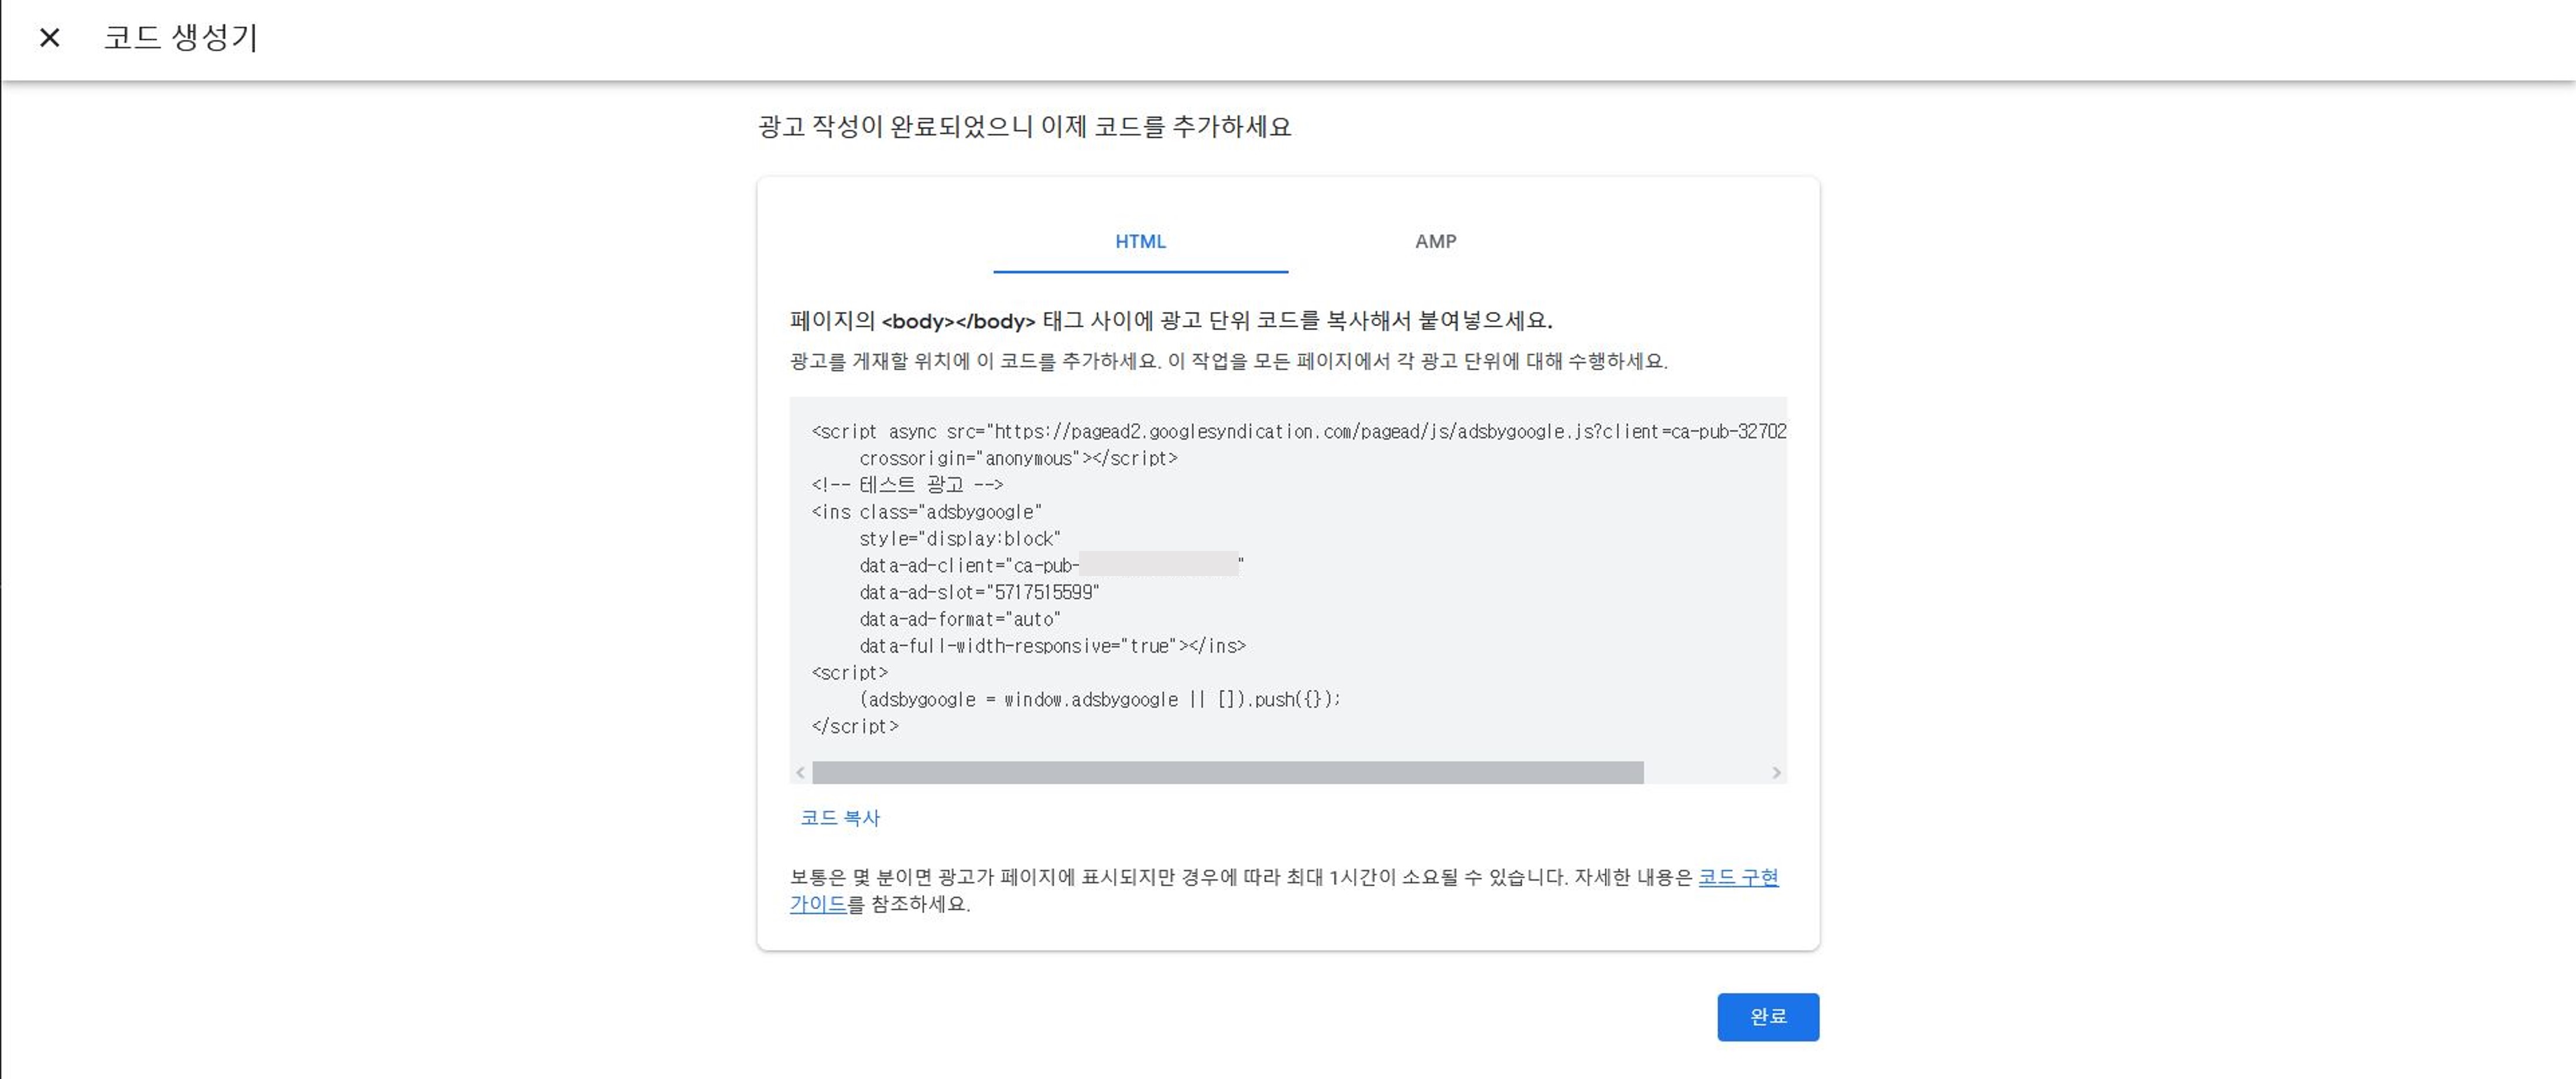 코드 생성기
광고 작성이 완료되었으니 이제 코드를 추가하세요
HTML
AMP
페이지의 <body></body> 태그 사이에 광고 단위 코드를 복사해서 붙여넣으세요.
광고를 게재할 위치에 이 코드를 추가하세요. 이 작업을 모든 페이지에서 각 광고 단위에 대해 수행하세요.
<script async src="https://pagead2.googlesyndication.com/pagead/js/adsbygoogle.js?client=ca-pub-32702
crossorigin="anonymous"></script>
<!-- 테스트 광고 -->
<ins class="adsbygoogle"
style="display:block"
data-ad-client="ca-pub-"
data-ad-slot="5717515599"
data-ad-format="auto"
data-full-width-responsive="true"></ins>
<script>
(adsbygoogle = window.adsbygoogle || []).push({});
</script>
코드 복사
보통은 몇 분이면 광고가 페이지에 표시되지만 경우에 따라 최대 1시간이 소요될 수 있습니다. 자세한 내용은 코드 구현
가이드를 참조하세요.
완료